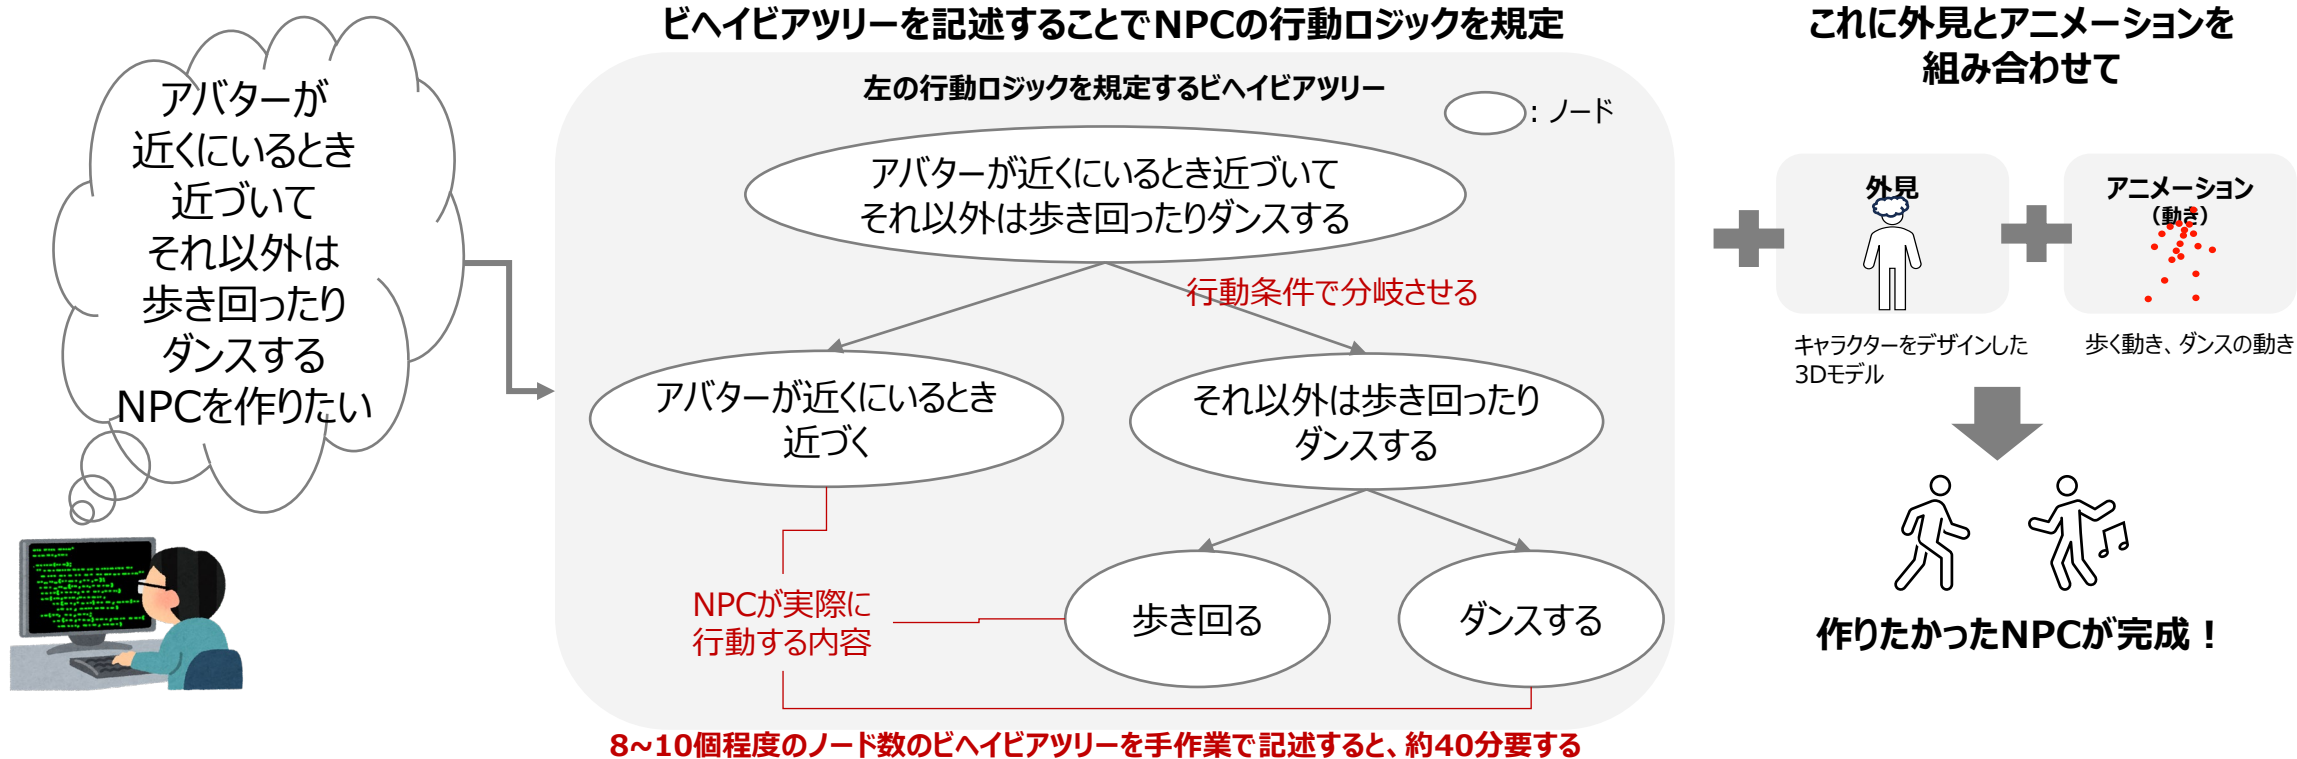 ビヘイビアツリーを記述することでNPCの行動ロジックを規定
これに外見とアニメーションを
組み合わせて
アバターが
近くにいるとき
近づいて
それ以外は
歩き回ったり
ダンスする
NPCを作りたい
左の行動ロジックを規定するビヘイビアツリー
: ノード
アバターが近くにいるとき近づいて
それ以外は歩き回ったりダンスする
行動条件で分岐させる
アバターが近くにいるとき
近づく
それ以外は歩き回ったり
ダンスする
NPCが実際に
行動する内容
歩き回る
ダンスする
8~10個程度のノード数のビヘイビアツリーを手作業で記述すると、約40分要する
外見
アニメーション
(動き)
キャラクターをデザインした
3Dモデル
歩く動き、ダンスの動き
作りたかったNPCが完成！